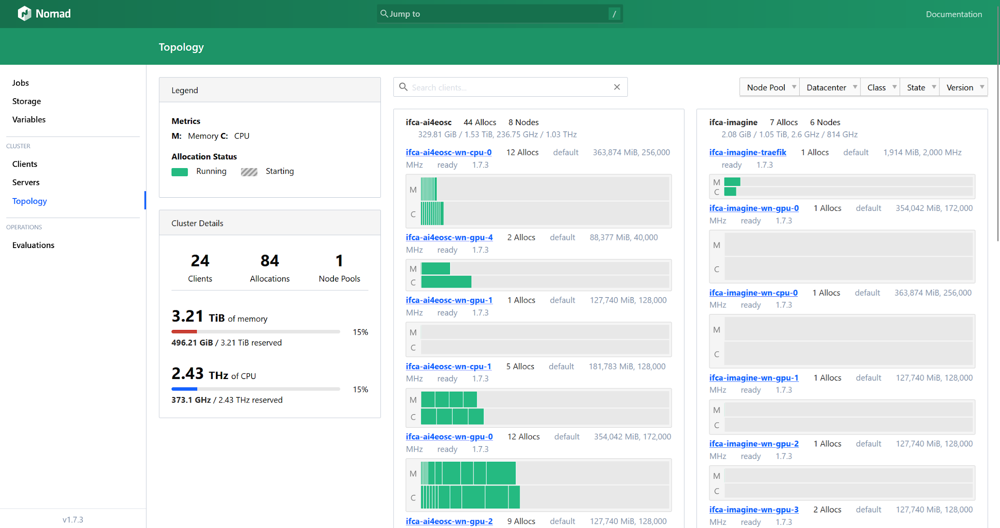 Nomad
Jump to
/
Documentation
Topology
Jobs
Storage
Variables
CLUSTER
Clients
Servers
Topology
OPERATIONS
Evaluations
v1.7.3
Legend
Metrics
M: Memory C: CPU
Allocation Status
Running Starting
Cluster Details
24 84 1
Clients Allocations Node Pools
3.21 TiB of memory
15%
496.21 GiB / 3.21 TiB reserved
2.43 THz of CPU
15%
373.1 GHz / 2.43 THz reserved
Search clients...
Node Pool Datacenter Class State Version
ifca-ai4eosc 44 Allocs 8 Nodes
329.81 GiB / 1.53 TiB, 236.75 GHz / 1.03 THz
ifca-ai4eosc-wn-cpu-0 12 Allocs default 363,874 MiB, 256,000
MHz ready 1.7.3
M
C
ifca-ai4eosc-wn-gpu-4 2 Allocs default 88,377 MiB, 40,000
MHz ready 1.7.3
M
C
ifca-ai4eosc-wn-gpu-1 1 Allocs default 127,740 MiB, 128,000
MHz ready 1.7.3
M
C
ifca-ai4eosc-wn-cpu-1 5 Allocs default 181,783 MiB, 128,000
MHz ready 1.7.3
M
C
ifca-ai4eosc-wn-gpu-0 12 Allocs default 354,042 MiB, 172,000
MHz ready 1.7.3
M
C
ifca-ai4eosc-wn-gpu-2 9 Allocs default 127,740 MiB, 128,000
ifca-imagine 7 Allocs 6 Nodes
2.08 GiB / 1.05 TiB, 2.6 GHz / 814 GHz
ifca-imagine-traefik 1 Allocs default 1,914 MiB, 2,000 MHz
ready 1.7.3
M
C
ifca-imagine-wn-gpu-0 1 Allocs default 354,042 MiB, 172,000
MHz ready 1.7.3
M
C
ifca-imagine-wn-cpu-0 1 Allocs default 363,874 MiB, 256,000
MHz ready 1.7.3
M
C
ifca-imagine-wn-gpu-1 1 Allocs default 127,740 MiB, 128,000
MHz ready 1.7.3
M
C
ifca-imagine-wn-gpu-2 1 Allocs default 127,740 MiB, 128,000
MHz ready 1.7.3
M
C
ifca-imagine-wn-gpu-3 2 Allocs default 127,740 MiB, 128,000
MHz ready 1.7.3